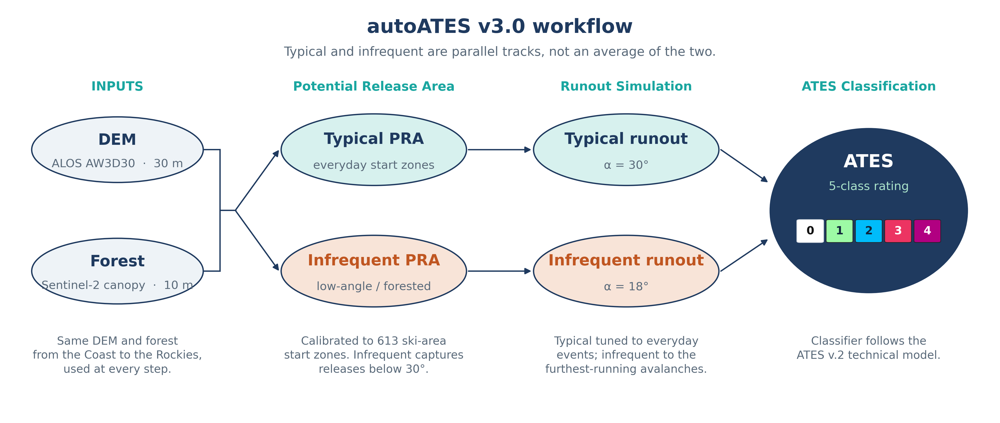 autoATES v3.0 workflow
Typical and infrequent are parallel tracks, not an average of the two.
INPUTS
DEM
ALOS AW3D30 · 30 m
Forest
Sentinel-2 canopy · 10 m
Same DEM and forest
from the Coast to the Rockies,
used at every step.
Potential Release Area
Typical PRA
everyday start zones
Infrequent PRA
low-angle / forested
Calibrated to 613 ski-area
start zones. Infrequent captures
releases below 30°.
Runout Simulation
Typical runout
α = 30°
Infrequent runout
α = 18°
Typical tuned to everyday
events; infrequent to the
furthest-running avalanches.
ATES Classification
ATES
5-class rating
0 1 2 3 4
Classifier follows the
ATES v.2 technical model.